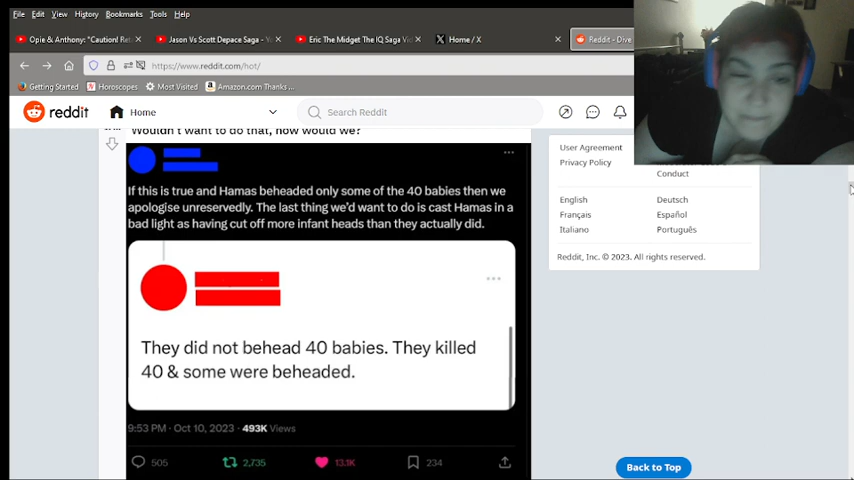 File Edit View History Bookmarks Tools Help
Opie & Anthony: "Caution! Ret
Jason Vs Scott Depace Saga - Y
Eric The Midget The IQ Saga Vid
Home / X
Reddit - Dive
https://www.reddit.com/hot/
Getting Started Horoscopes Most Visited Amazon.com Thanks ...
reddit Home Search Reddit
Wouldn't want to do that, now would we?
If this is true and Hamas beheaded only some of the 40 babies then we
apologise unreservedly. The last thing we'd want to do is cast Hamas in a
bad light as having cut off more infant heads than they actually did.
They did not behead 40 babies. They killed
40 & some were beheaded.
9:53 PM · Oct 10, 2023 · 493K Views
505 2,735 13.1K 234
User Agreement
Privacy Policy
Conduct
English Deutsch
Français Español
Italiano Português
Reddit, Inc. © 2023. All rights reserved.
Back to Top